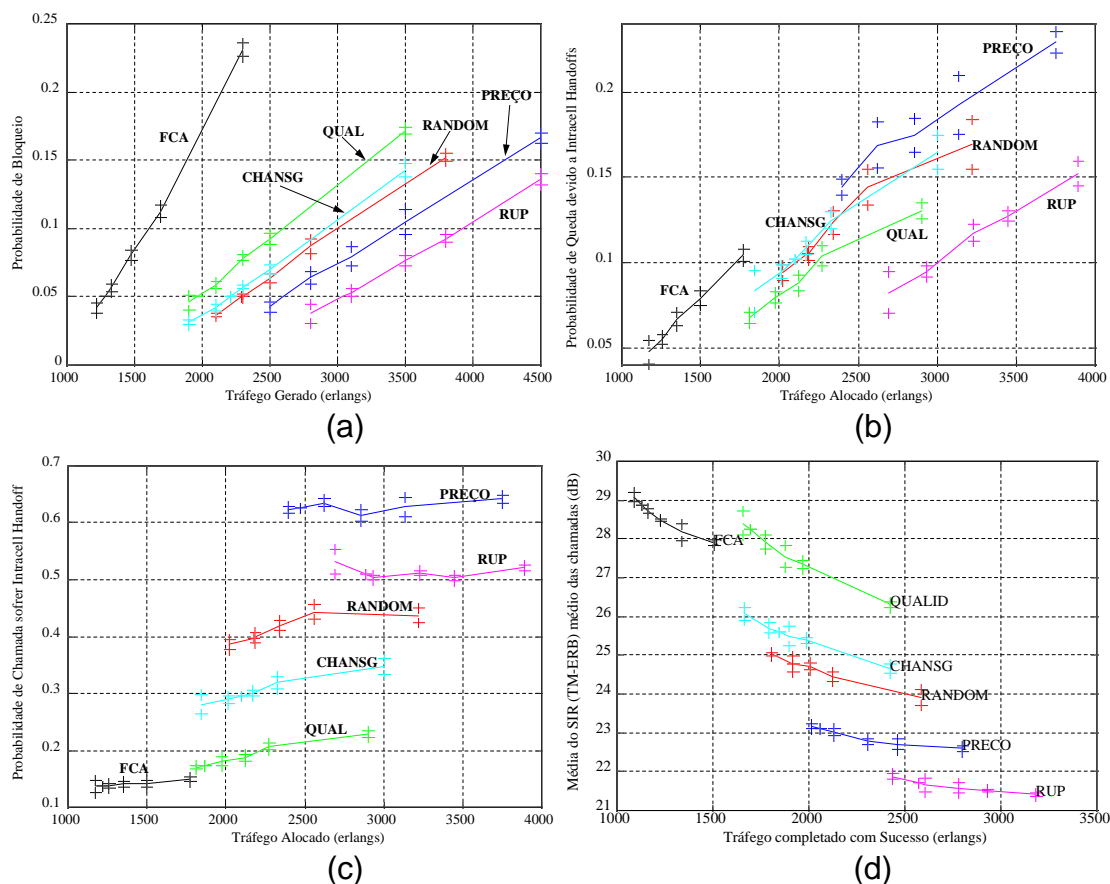 0.25
0.2
0.15
0.1
0.05
0
Probabilidade de Bloqueio
FCA
QUAL
RANDOM
PREÇO
CHANSG
RUP
1000 1500 2000 2500 3000 3500 4000 4500
Tráfego Gerado (erlangs)
(a)
0.2
0.15
0.1
0.05
Probabilidade de Queda devido a Intracell Handoffs
PREÇO
RANDOM
CHANSG
QUAL
RUP
FCA
1000 1500 2000 2500 3000 3500 4000
Tráfego Alocado (erlangs)
(b)
0.7
0.6
0.5
0.4
0.3
0.2
0.1
Probabilidade de Chamada sofrer Intracell Handoff
PRECO
RUP
RANDOM
CHANSG
QUAL
FCA
1000 1500 2000 2500 3000 3500 4000
Tráfego Alocado (erlangs)
(c)
30
29
28
27
26
25
24
23
22
21
Média do SIR (TM-ERB) médio das chamadas (dB)
FCA
QUALID
CHANSG
RANDOM
PRECO
RUP
1000 1500 2000 2500 3000 3500
Tráfego completado com Sucesso (erlangs)
(d)